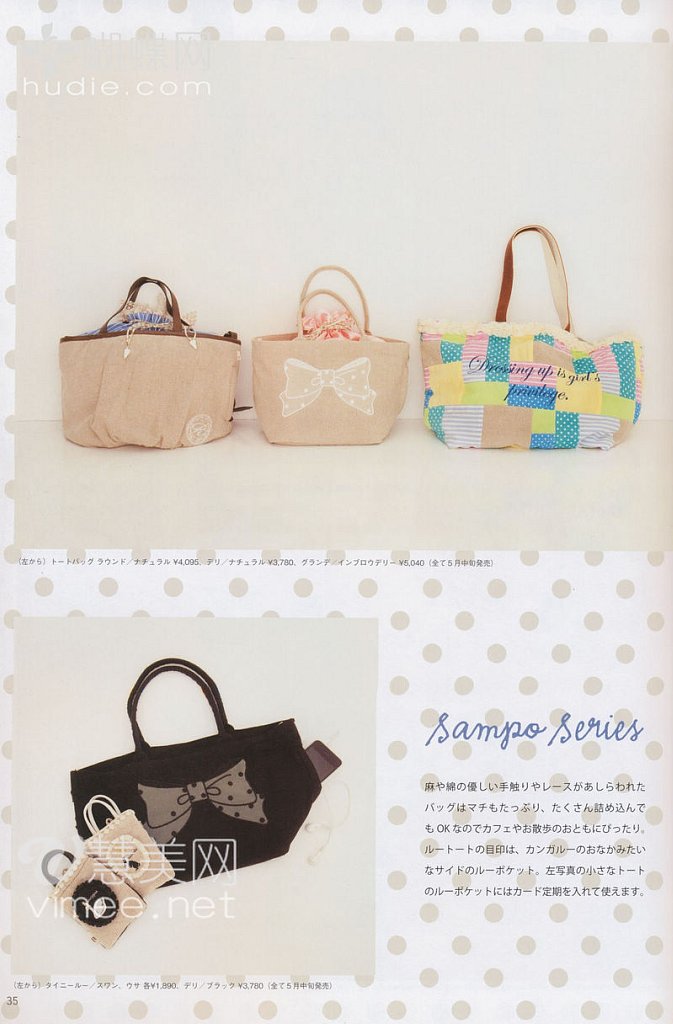 蝴蝶网
hudie.com
Dressing up is girl's
privilege.
(左から) トートバッグ ラウンド/ナチュラル ¥4,095、デリ/ナチュラル ¥3,780、グランデ/インブロウデリー ¥5,040 (全て5月中旬発売)
Sampo Series
麻や綿の優しい手触りやレースがあしらわれた
バッグはマチもたっぷり、たくさん詰め込んで
もOKなのでカフェやお散歩のおともにぴったり。
ルートートの目印は、カンガルーのおなかみたい
なサイドのルーポケット。左写真の小さなトート
のルーポケットにはカード定期を入れて使えます。
慧美网
vimee.net
(左から) タイニールー/スワン、ウサ 各¥1,890、デリ/ブラック ¥3,780 (全て5月中旬発売)
35